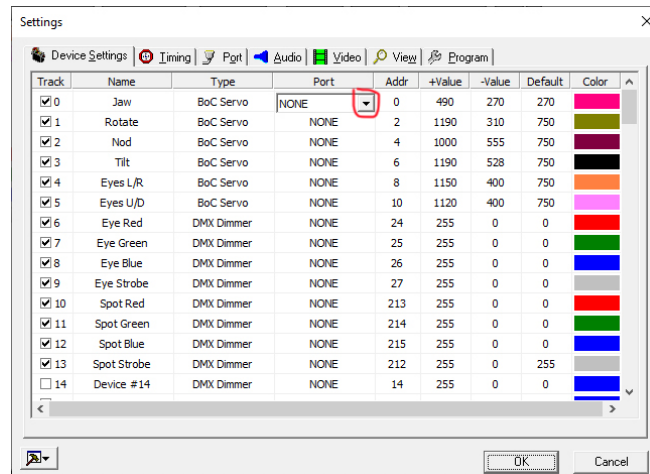 Settings
Device Settings Timing Port Audio Video View Program
Track Name Type Port Addr +Value -Value Default Color
0 Jaw BoC Servo NONE 0 490 270 270
1 Rotate BoC Servo NONE 2 1190 310 750
2 Nod BoC Servo NONE 4 1000 555 750
3 Tilt BoC Servo NONE 6 1190 528 750
4 Eyes L/R BoC Servo NONE 8 1150 400 750
5 Eyes U/D BoC Servo NONE 10 1120 400 750
6 Eye Red DMX Dimmer NONE 24 255 0 0
7 Eye Green DMX Dimmer NONE 25 255 0 0
8 Eye Blue DMX Dimmer NONE 26 255 0 0
9 Eye Strobe DMX Dimmer NONE 27 255 0 0
10 Spot Red DMX Dimmer NONE 213 255 0 0
11 Spot Green DMX Dimmer NONE 214 255 0 0
12 Spot Blue DMX Dimmer NONE 215 255 0 0
13 Spot Strobe DMX Dimmer NONE 212 255 0 255
14 Device #14 DMX Dimmer NONE 14 255 0 0
OK Cancel